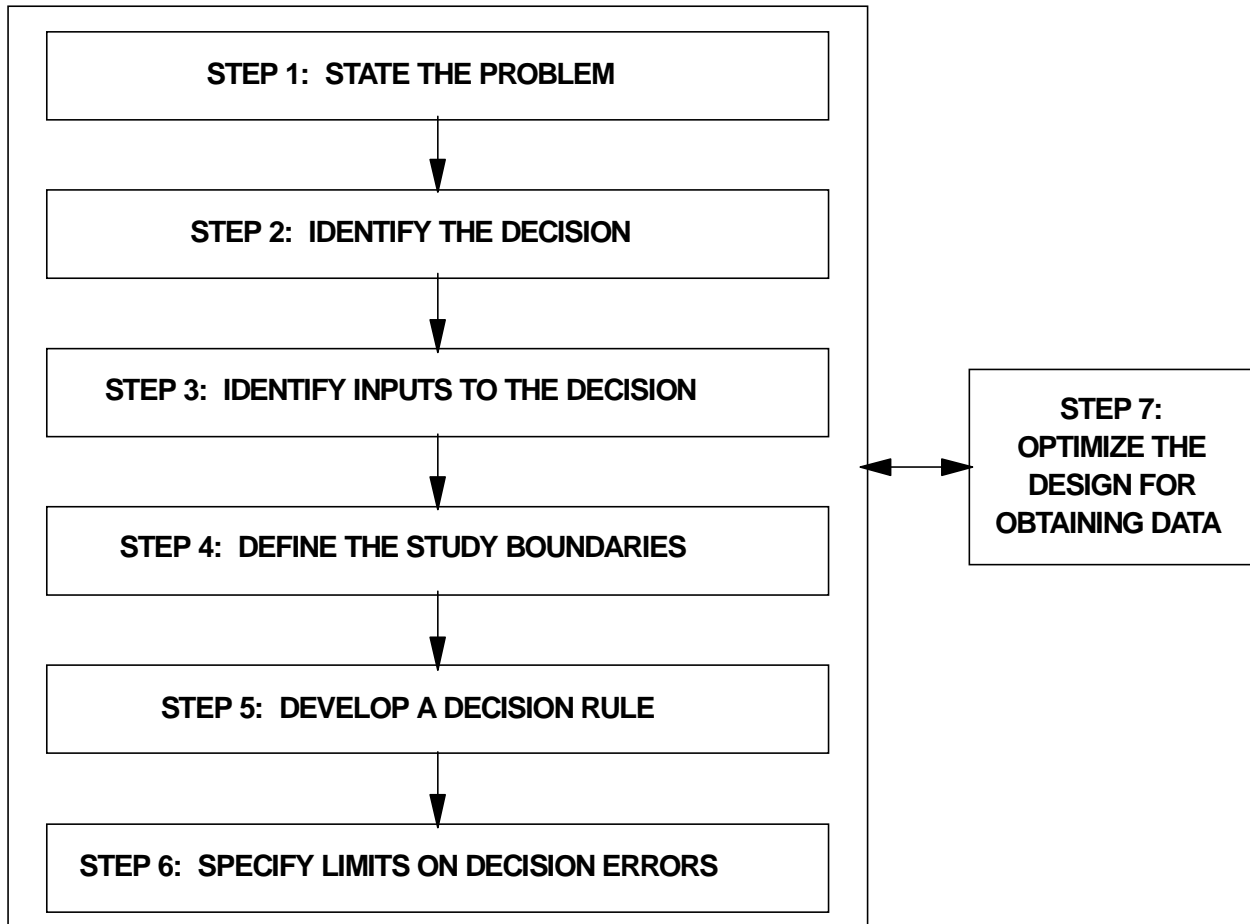 STEP 1: STATE THE PROBLEM
STEP 2: IDENTIFY THE DECISION
STEP 3: IDENTIFY INPUTS TO THE DECISION
STEP 4: DEFINE THE STUDY BOUNDARIES
STEP 5: DEVELOP A DECISION RULE
STEP 6: SPECIFY LIMITS ON DECISION ERRORS
STEP 7:
OPTIMIZE THE
DESIGN FOR
OBTAINING DATA